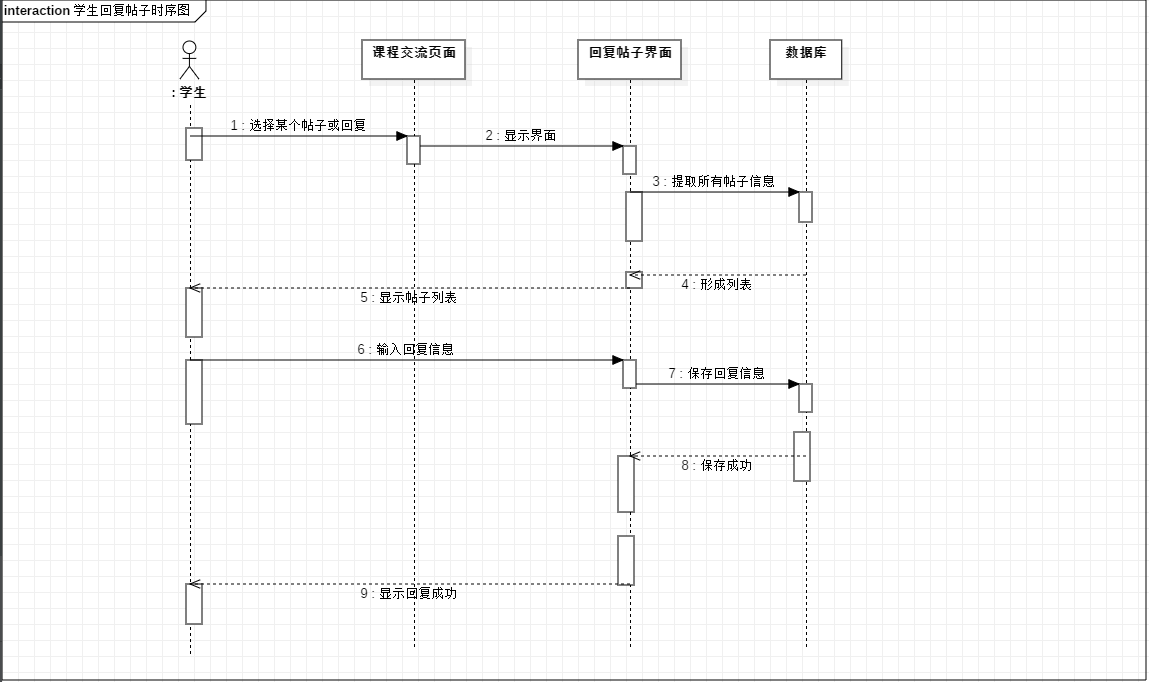 interaction 学生回复帖子时序图
: 学生
课程交流页面
回复帖子界面
数据库
1 : 选择某个帖子或回复
2 : 显示界面
3 : 提取所有帖子信息
4 : 形成列表
5 : 显示帖子列表
6 : 输入回复信息
7 : 保存回复信息
8 : 保存成功
9 : 显示回复成功